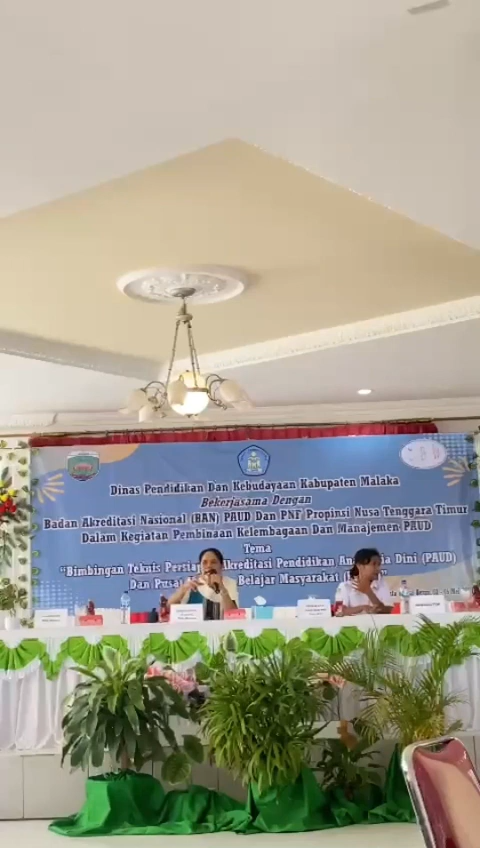 Dinas Pendidikan Dan Kebudayaan Kabupaten Malaka
Bekerjasama Dengan
Badan Akreditasi Nasional (BAN) PAUD Dan PNF Propinsi Nusa Tenggara Timur
Dalam Kegiatan Pembinaan Kelembagaan Dan Manajemen PAUD
Tema
"Bimbingan Teknis Akreditasi Pendidikan Dini (PAUD)
Dan Belajar Masyarakat